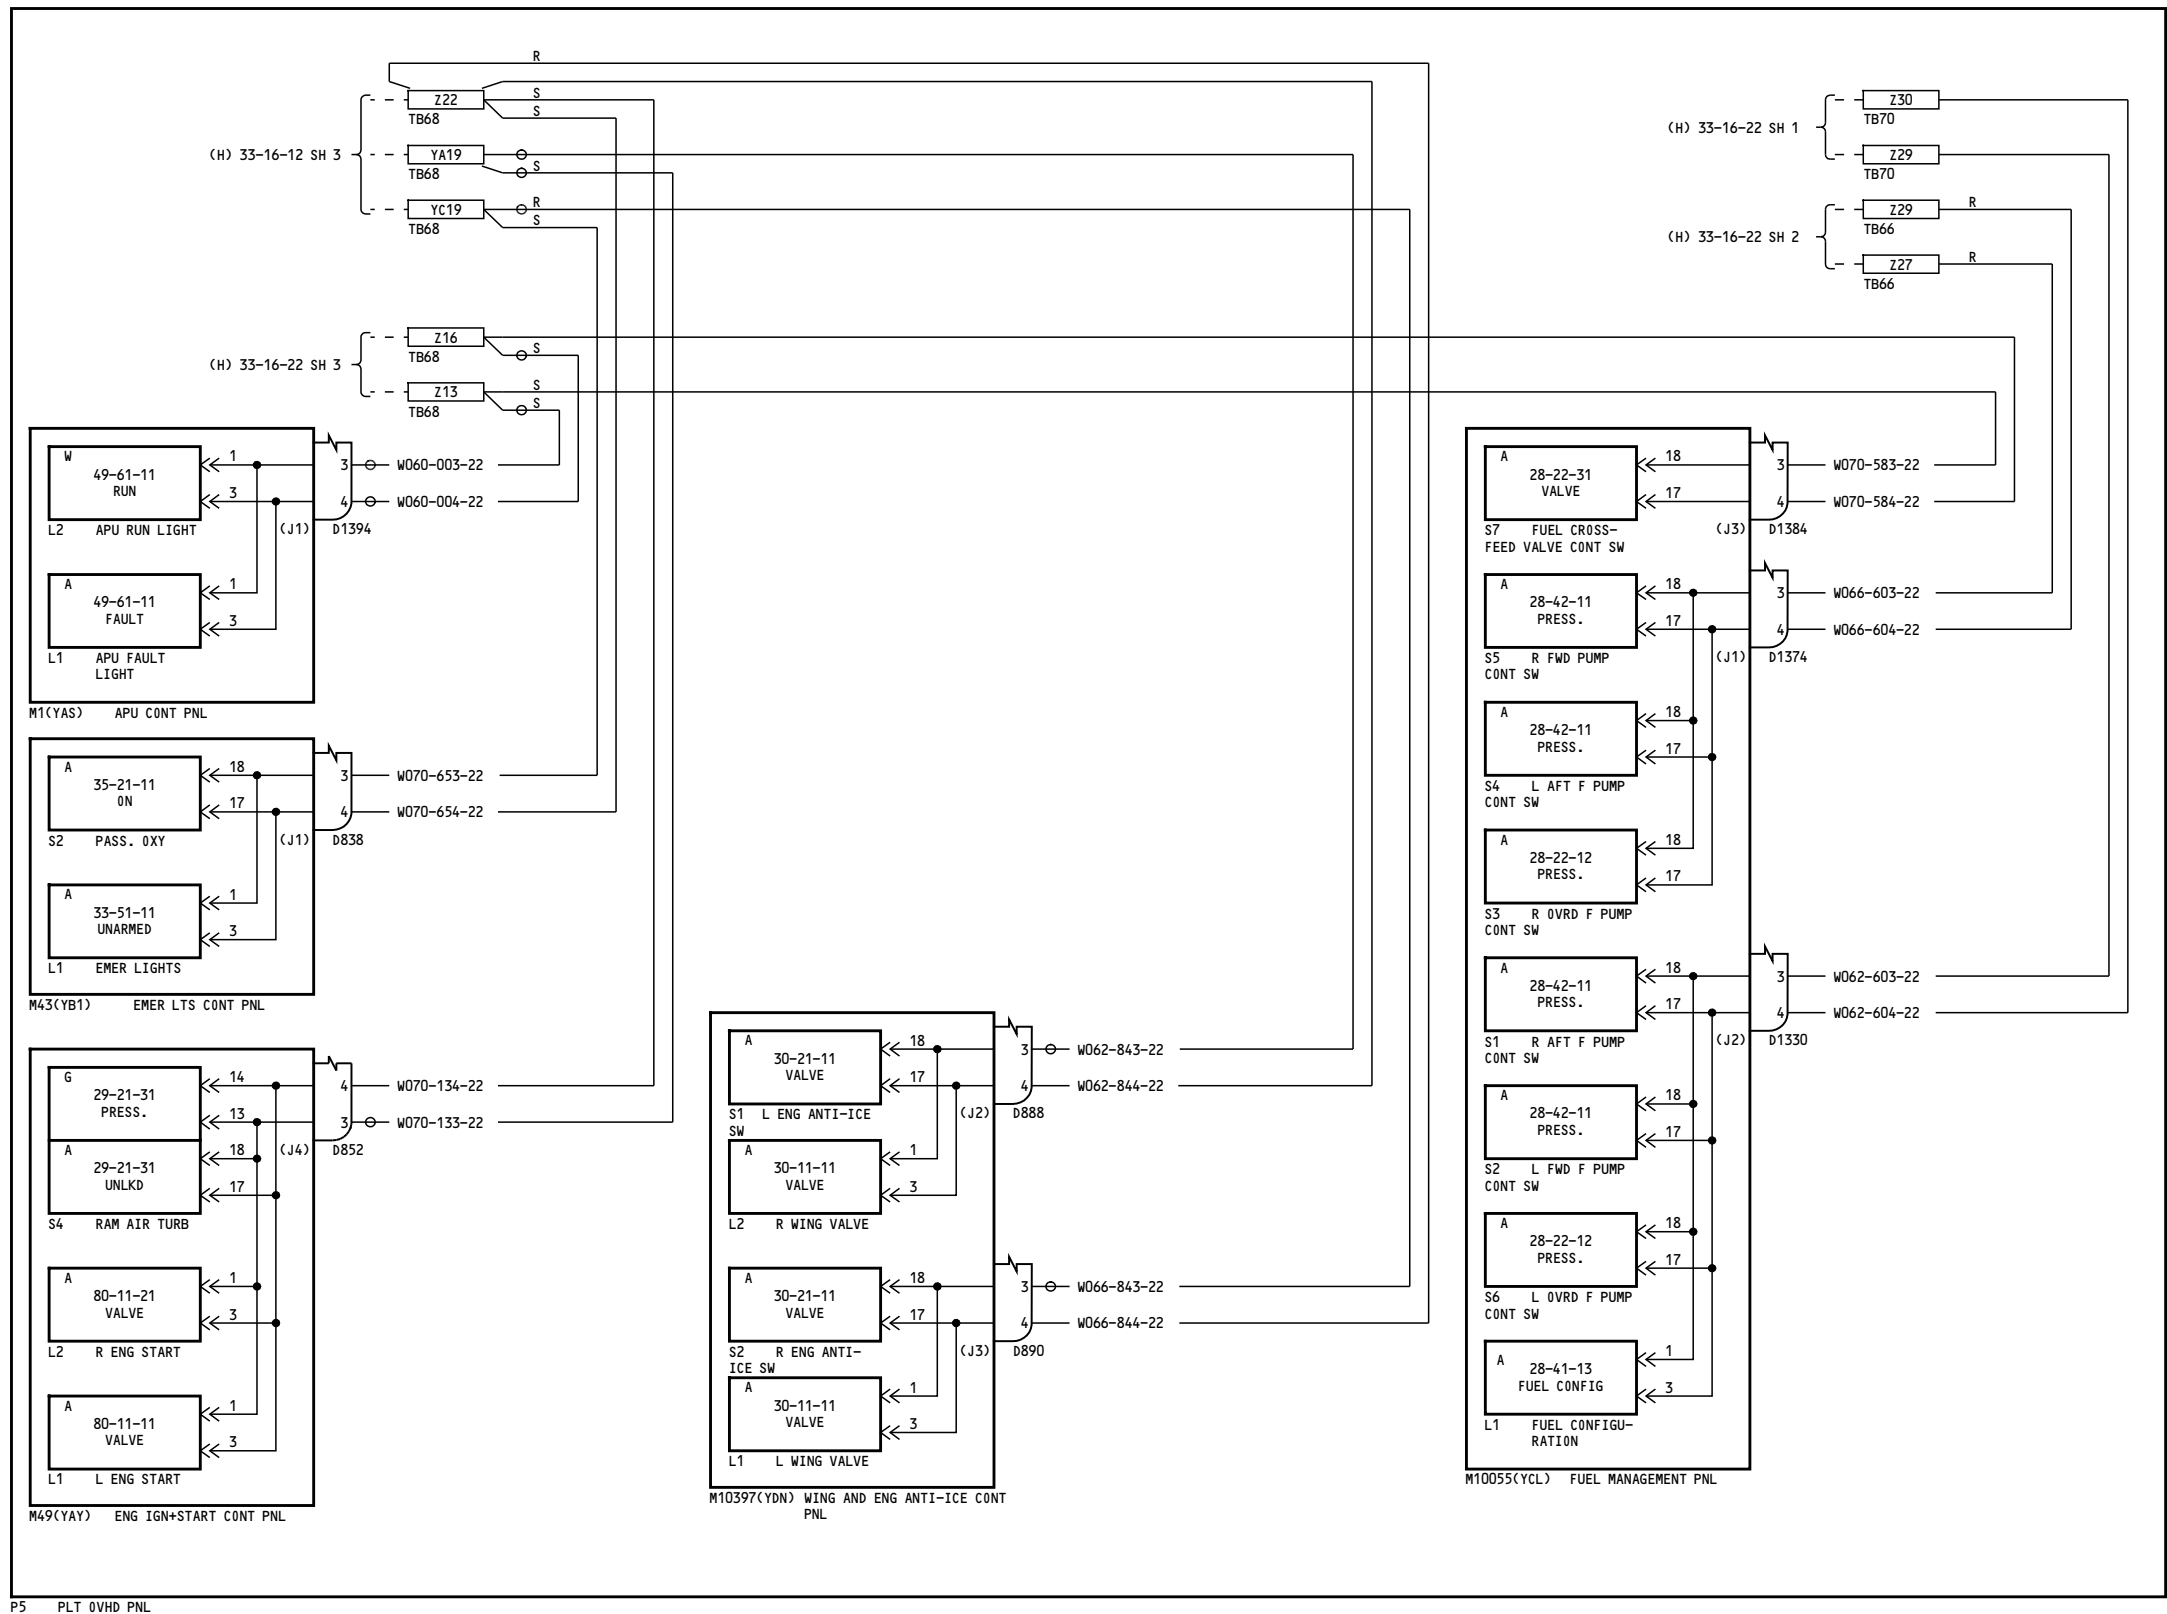 R
Z22
TB68
S
S
(H) 33-16-12 SH 3
YA19
TB68
S
YC19
TB68
R
S
(H) 33-16-22 SH 3
Z16
TB68
S
Z13
TB68
S
S
(H) 33-16-22 SH 1
Z30
TB70
Z29
TB70
(H) 33-16-22 SH 2
Z29
TB66
R
Z27
TB66
R
W
49-61-11
RUN
1
3
L2 APU RUN LIGHT
3
4
(J1) D1394
W060-003-22
W060-004-22
A
49-61-11
FAULT
1
3
L1 APU FAULT
LIGHT
M1(YAS) APU CONT PNL
A
35-21-11
ON
18
17
S2 PASS. OXY
3
4
(J1) D838
W070-653-22
W070-654-22
A
33-51-11
UNARMED
1
3
L1 EMER LIGHTS
M43(YB1) EMER LTS CONT PNL
G
29-21-31
PRESS.
14
13
4
3
(J4) D852
W070-134-22
W070-133-22
A
29-21-31
UNLKD
18
17
S4 RAM AIR TURB
A
80-11-21
VALVE
1
3
L2 R ENG START
A
80-11-11
VALVE
1
3
L1 L ENG START
M49(YAY) ENG IGN+START CONT PNL
A
30-21-11
VALVE
18
17
S1 L ENG ANTI-ICE
SW
3
4
(J2) D888
W062-843-22
W062-844-22
A
30-11-11
VALVE
1
3
L2 R WING VALVE
A
30-21-11
VALVE
18
17
S2 R ENG ANTI-
ICE SW
3
4
(J3) D890
W066-843-22
W066-844-22
A
30-11-11
VALVE
1
3
L1 L WING VALVE
M10397(YDN) WING AND ENG ANTI-ICE CONT
PNL
A
28-22-31
VALVE
18
17
S7 FUEL CROSS-
FEED VALVE CONT SW
3
4
(J3) D1384
W070-583-22
W070-584-22
A
28-42-11
PRESS.
18
17
S5 R FWD PUMP
CONT SW
3
4
(J1) D1374
W066-603-22
W066-604-22
A
28-42-11
PRESS.
18
17
S4 L AFT F PUMP
CONT SW
A
28-22-12
PRESS.
18
17
S3 R OVRD F PUMP
CONT SW
A
28-42-11
PRESS.
18
17
S1 R AFT F PUMP
CONT SW
3
4
(J2) D1330
W062-603-22
W062-604-22
A
28-42-11
PRESS.
18
17
S2 L FWD F PUMP
CONT SW
A
28-22-12
PRESS.
18
17
S6 L OVRD F PUMP
CONT SW
A
28-41-13
FUEL CONFIG
1
3
L1 FUEL CONFIGU-
RATION
M10055(YCL) FUEL MANAGEMENT PNL
P5 PLT OVHD PNL